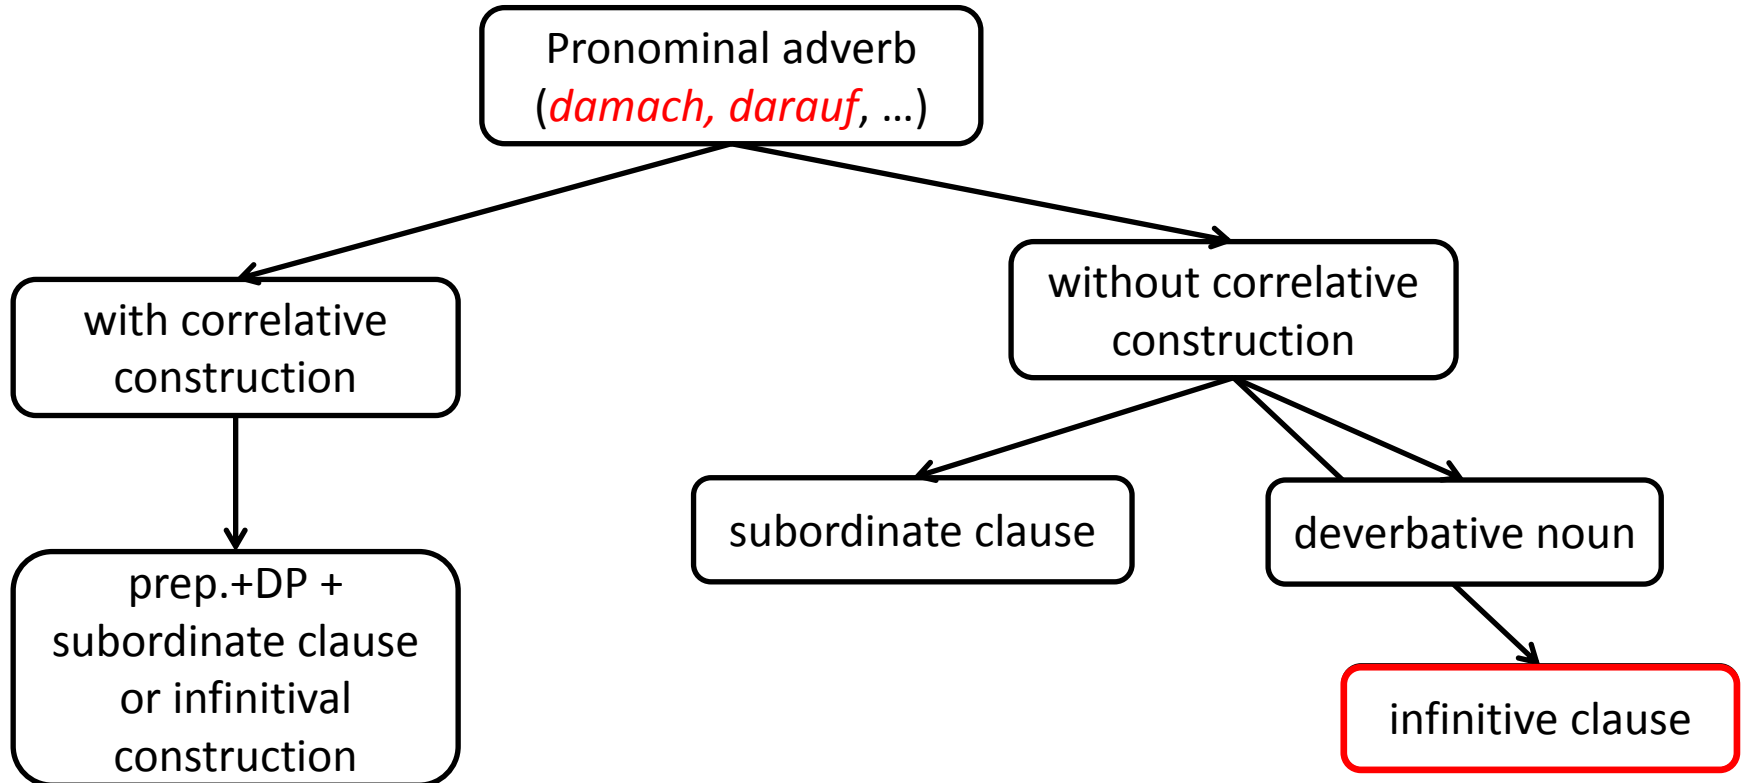 Pronominal adverb
(damach, darauf, …)
with correlative
construction
without correlative
construction
prep.+DP +
subordinate clause
or infinitival
construction
subordinate clause
deverbative noun
infinitive clause